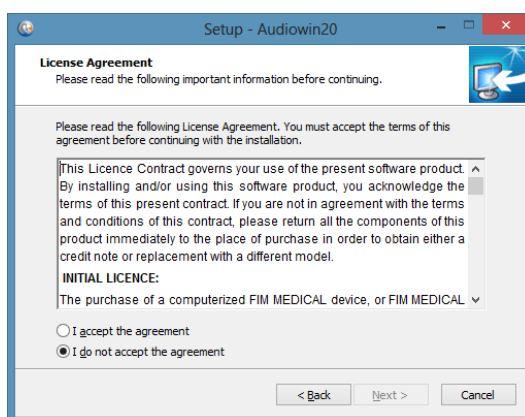 Setup - Audiowin20
License Agreement
Please read the following important information before continuing.
Please read the following License Agreement. You must accept the terms of this
agreement before continuing with the installation.
This Licence Contract governs your use of the present software product.
By installing and/or using this software product, you acknowledge the
terms of this present contract. If you are not in agreement with the terms
and conditions of this contract, please return all the components of this
product immediately to the place of purchase in order to obtain either a
credit note or replacement with a different model.
INITIAL LICENCE:
The purchase of a computerized FIM MEDICAL device, or FIM MEDICAL
I accept the agreement
I do not accept the agreement
< Back Next > Cancel